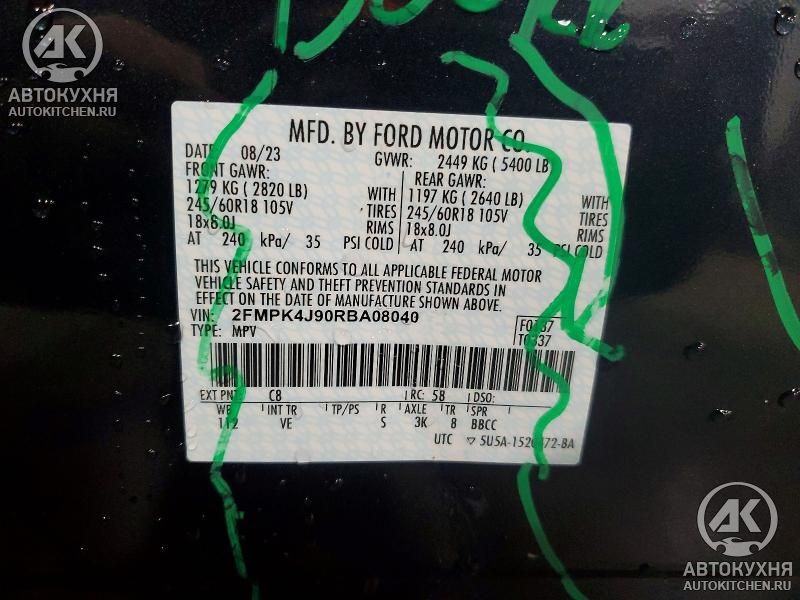 AK
АВТОКУХНЯ
AUTOKITCHEN.RU
MFD. BY FORD MOTOR CO.
DATE 08/23 GVWR: 2449 KG ( 5400 LB
FRONT GAWR: REAR GAWR:
1279 KG ( 2820 LB) WITH 1197 KG ( 2640 LB) WITH
245/60R18 105V TIRES 245/60R18 105V TIRES
18x8.0J RIMS 18x8.0J RIMS
AT 240 kPa/ 35 PSI COLD AT 240 kPa/ 35 PSI COLD
THIS VEHICLE CONFORMS TO ALL APPLICABLE FEDERAL MOTOR
VEHICLE SAFETY AND THEFT PREVENTION STANDARDS IN
EFFECT ON THE DATE OF MANUFACTURE SHOWN ABOVE.
VIN: 2FMPK4J90RBA08040
TYPE: MPV
F0137
T0337
EXT PNT C8 RC: 58 DSO:
WB INT TR TP/PS R AXLE TR SPR
112 VE S 3K 8 BBCC
UTC
AK
АВТОКУХНЯ
AUTOKITCHEN.RU